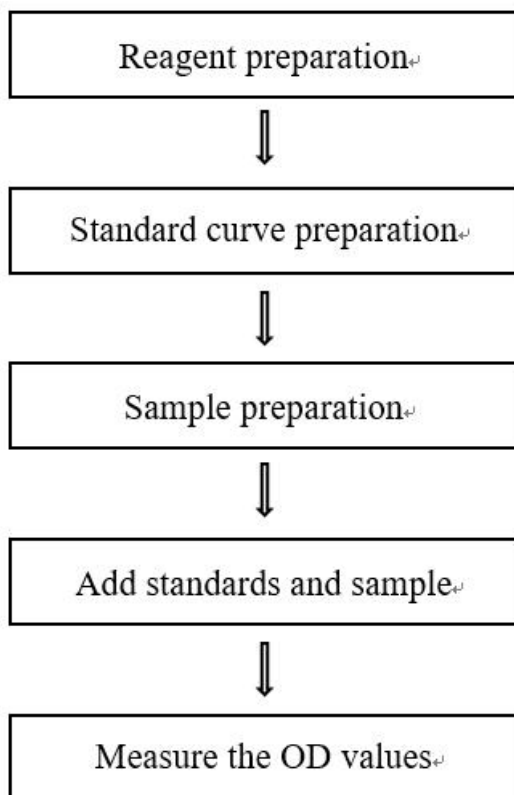 Reagent preparation
Standard curve preparation
Sample preparation
Add standards and sample
Measure the OD values